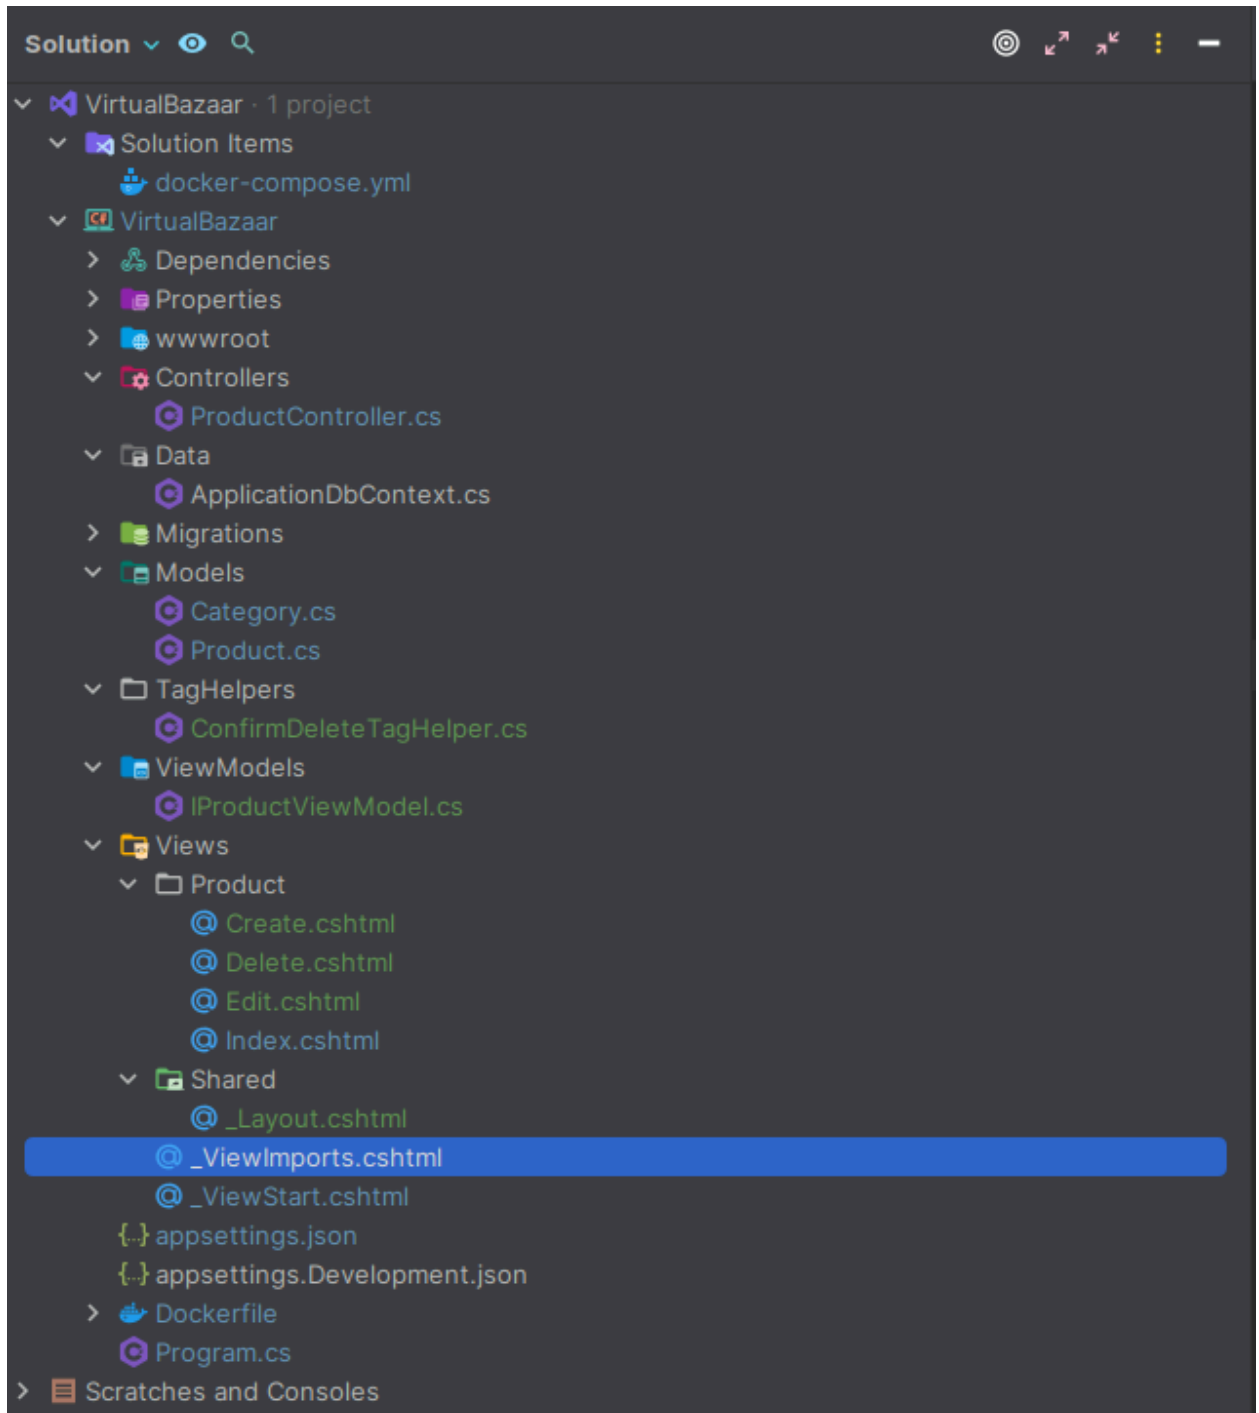 Solution
VirtualBazaar · 1 project
Solution Items
docker-compose.yml
VirtualBazaar
Dependencies
Properties
wwwroot
Controllers
ProductController.cs
Data
ApplicationDbContext.cs
Migrations
Models
Category.cs
Product.cs
TagHelpers
ConfirmDeleteTagHelper.cs
ViewModels
IProductViewModel.cs
Views
Product
Create.cshtml
Delete.cshtml
Edit.cshtml
Index.cshtml
Shared
_Layout.cshtml
_ViewImports.cshtml
_ViewStart.cshtml
appsettings.json
appsettings.Development.json
Dockerfile
Program.cs
Scratches and Consoles